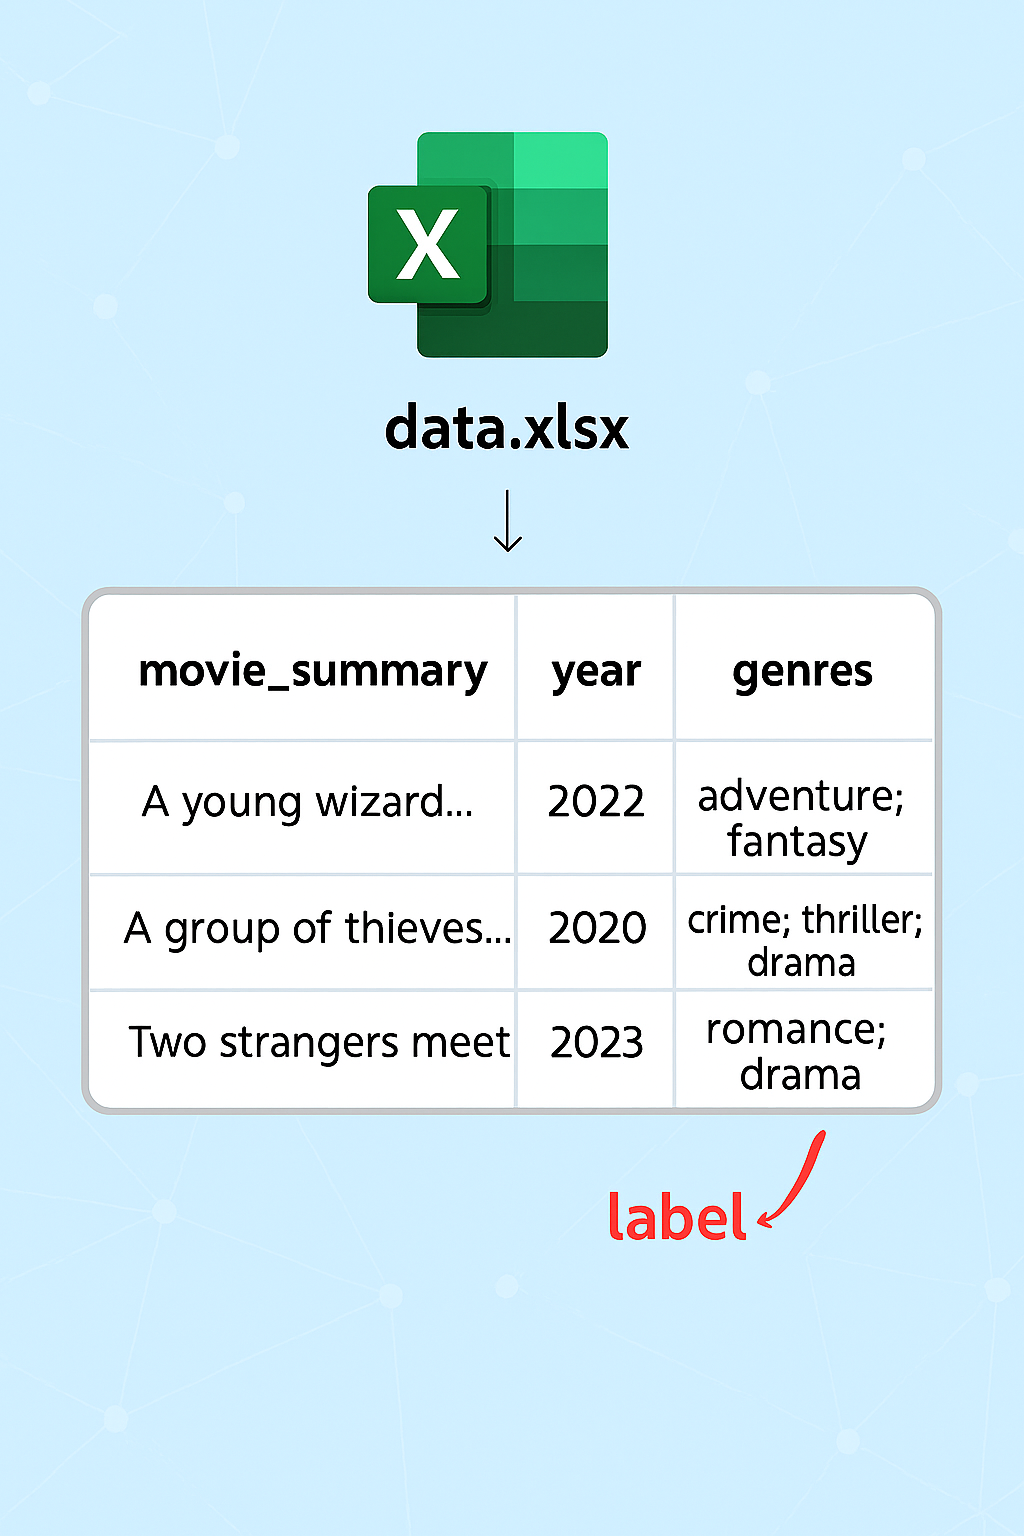 X
data.xlsx
movie_summary year genres
A young wizard... 2022 adventure;
fantasy
A group of thieves... 2020 crime; thriller;
drama
Two strangers meet 2023 romance;
drama
label